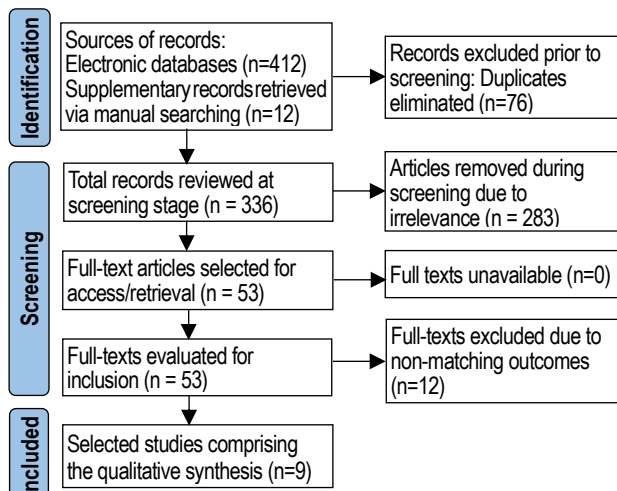 Identification
Sources of records:
Electronic databases (n=412)
Supplementary records retrieved
via manual searching (n=12)
Records excluded prior to
screening: Duplicates
eliminated (n=76)
Screening
Total records reviewed at
screening stage (n = 336)
Articles removed during
screening due to
irrelevance (n = 283)
Full-text articles selected for
access/retrieval (n = 53)
Full texts unavailable (n=0)
Full-texts evaluated for
inclusion (n = 53)
Full-texts excluded due to
non-matching outcomes
(n=12)
ncluded
Selected studies comprising
the qualitative synthesis (n=9)